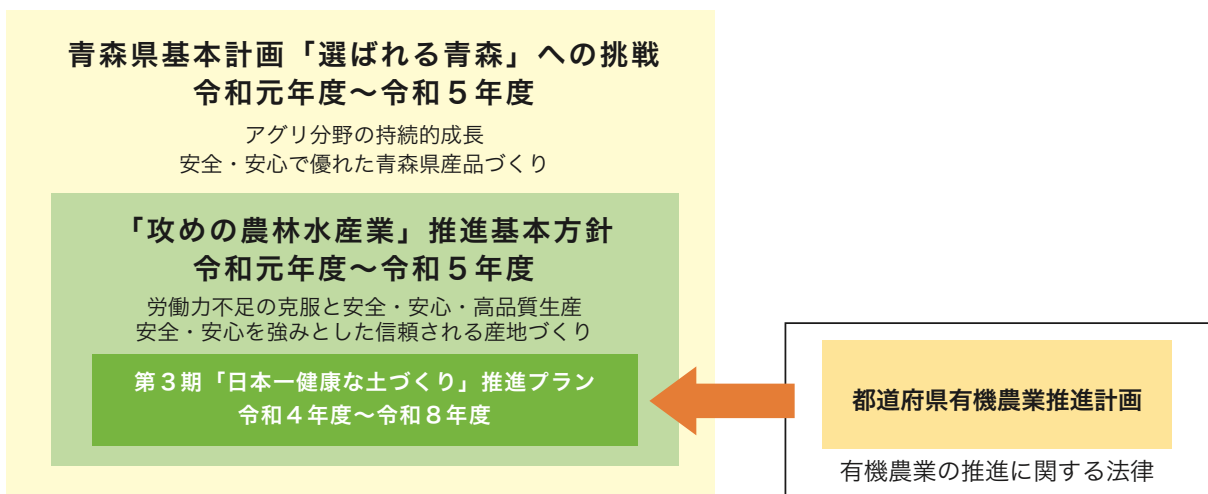 青森県基本計画「選ばれる青森」への挑戦
令和元年度～令和５年度
アグリ分野の持続的成長
安全・安心で優れた青森県産品づくり
「攻めの農林水産業」推進基本方針
令和元年度～令和５年度
労働力不足の克服と安全・安心・高品質生産
安全・安心を強みとした信頼される産地づくり
第３期「日本一健康な土づくり」推進プラン
令和４年度～令和８年度
都道府県有機農業推進計画
有機農業の推進に関する法律